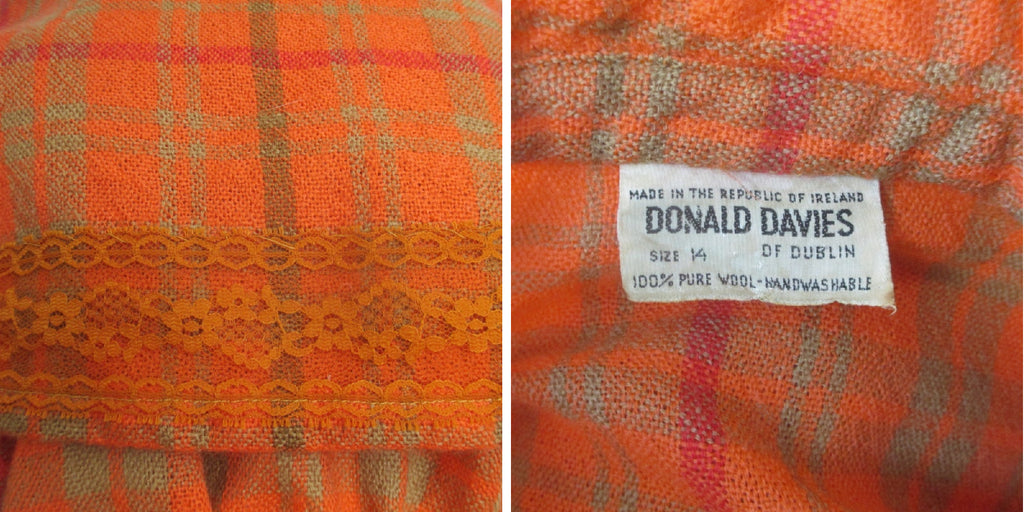 MADE IN THE REPUBLIC OF IRELAND
DONALD DAVIES
SIZE 14 OF DUBLIN
100% PURE WOOL-HANDWASHABLE